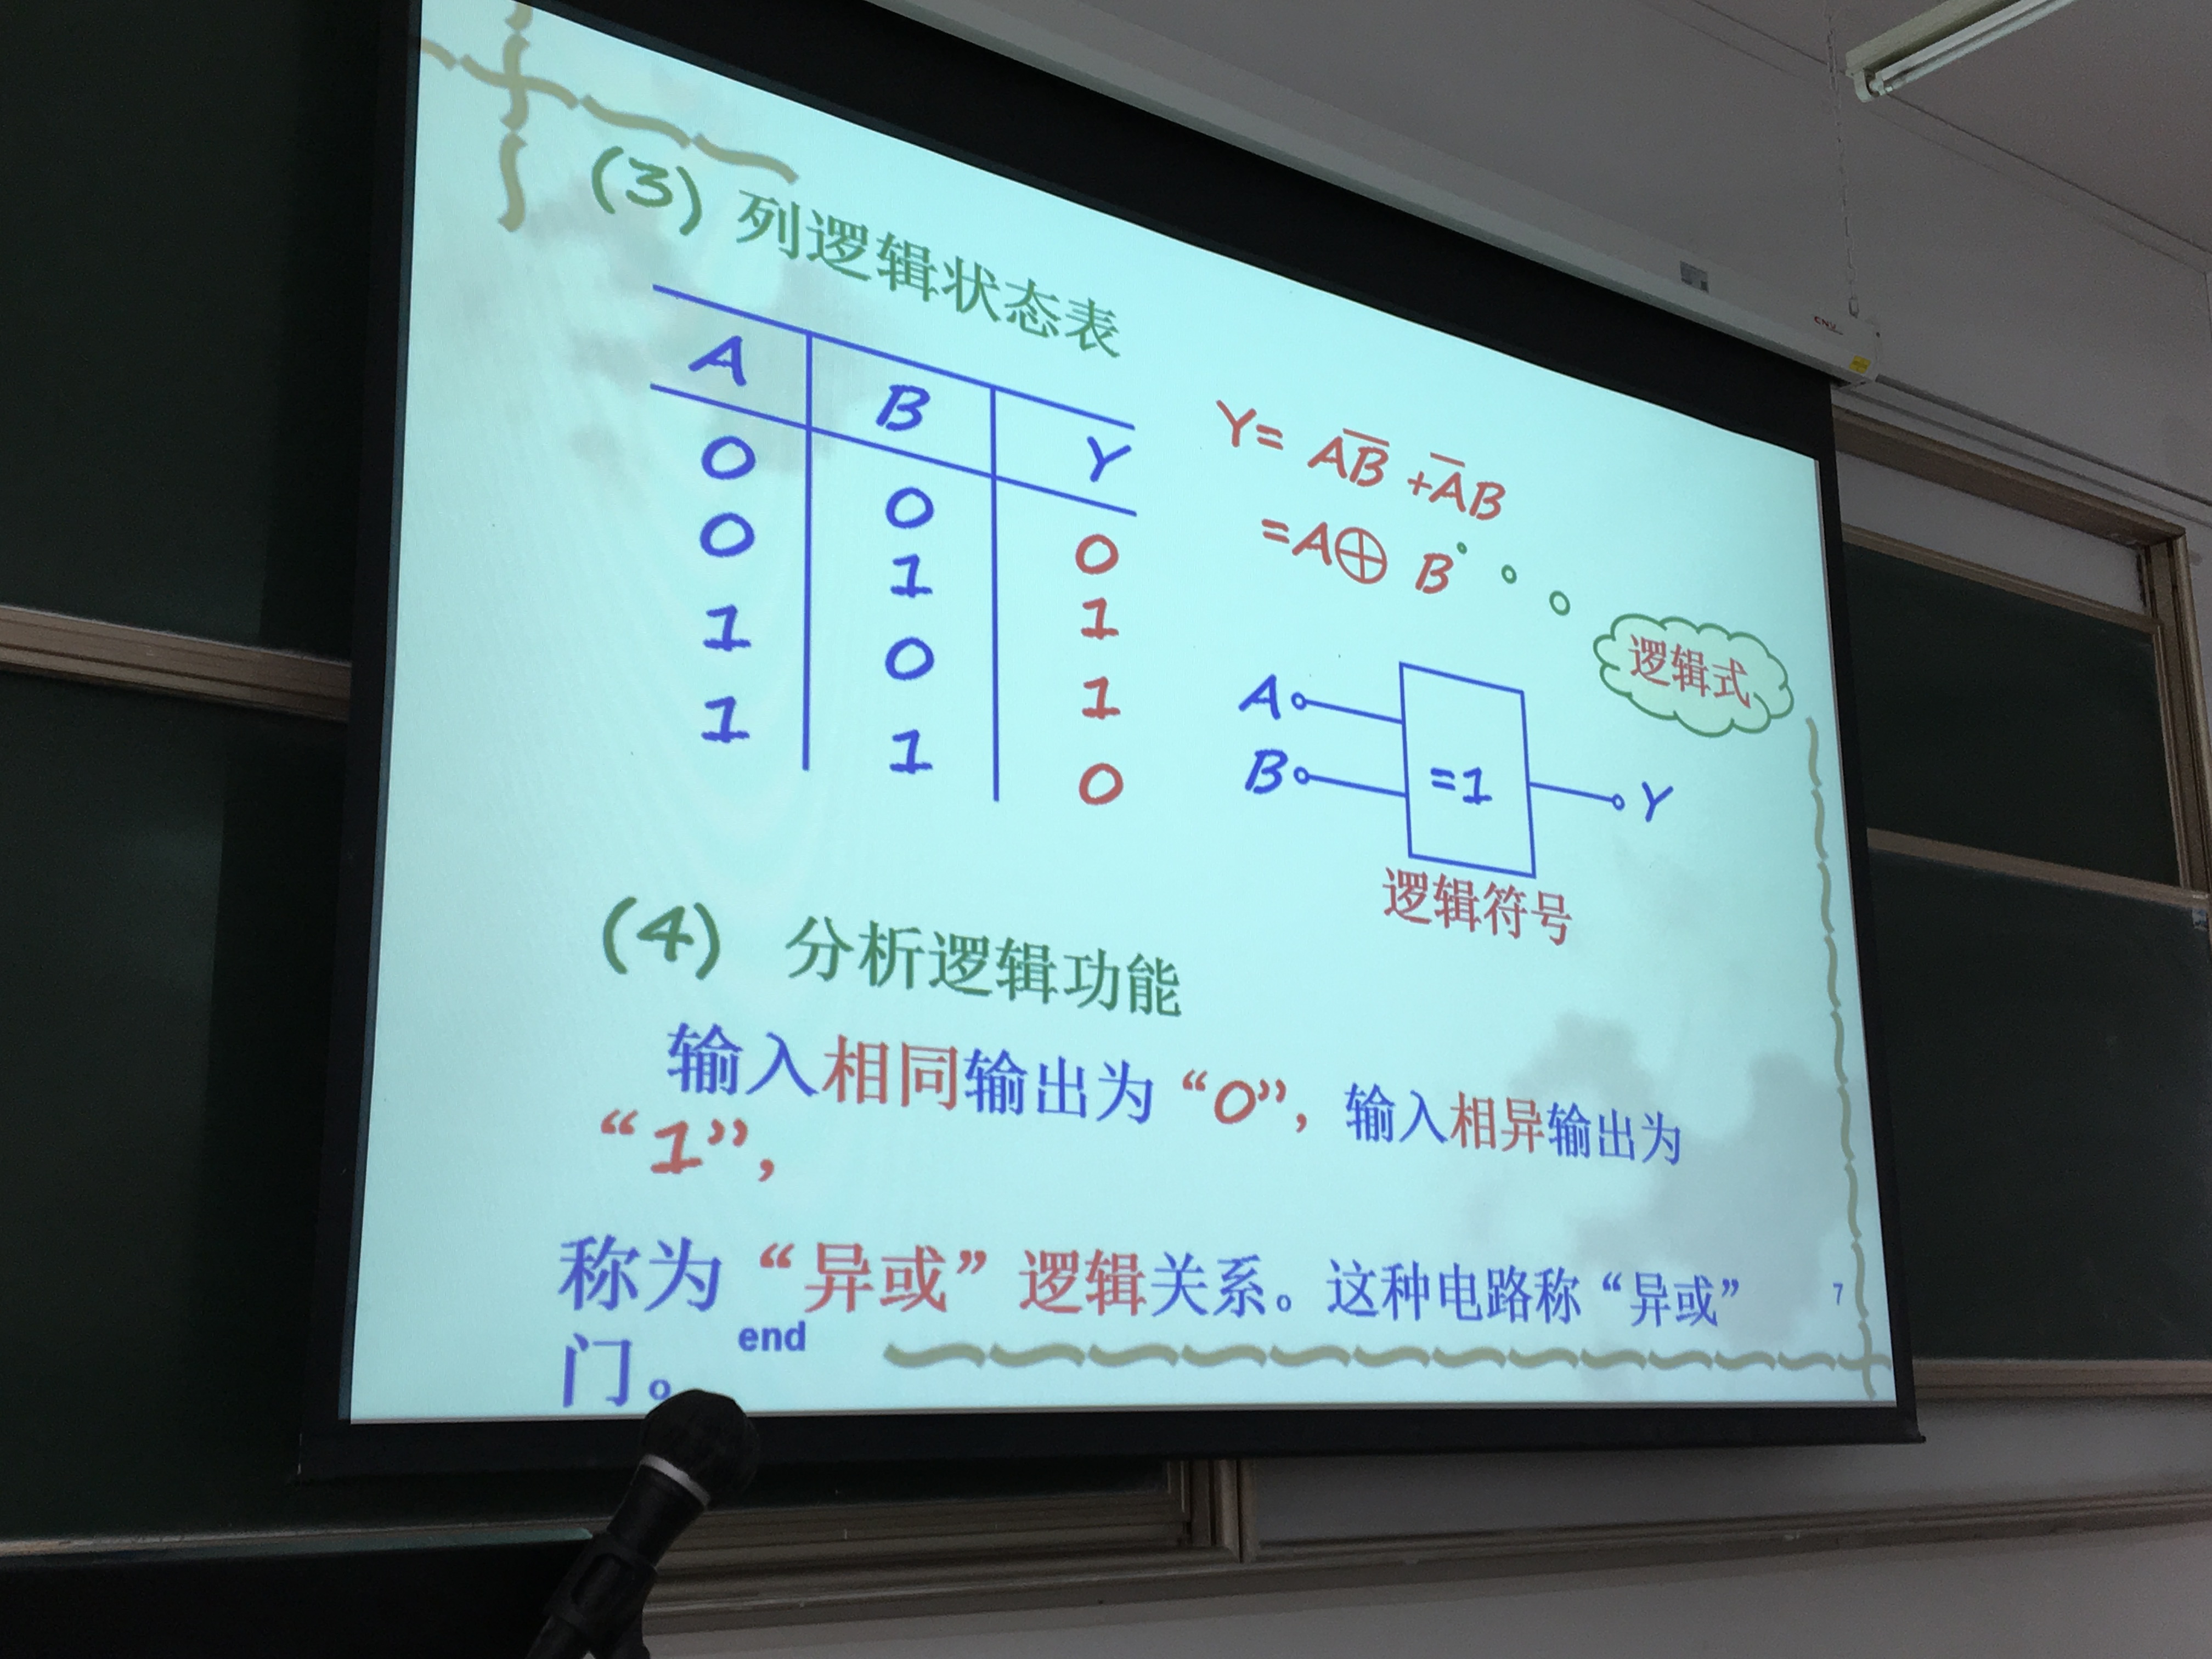 (3) 列逻辑状态表
A B Y
0 0 0
0 1 1
1 0 1
1 1 0
Y= AB̅ +A̅B
=A⊕ B
逻辑式
A
B
=1
Y
逻辑符号
(4) 分析逻辑功能
输入相同输出为“0”，输入相异输出为
“1”，
称为“异或”逻辑关系。这种电路称“异或”
门。
end
7